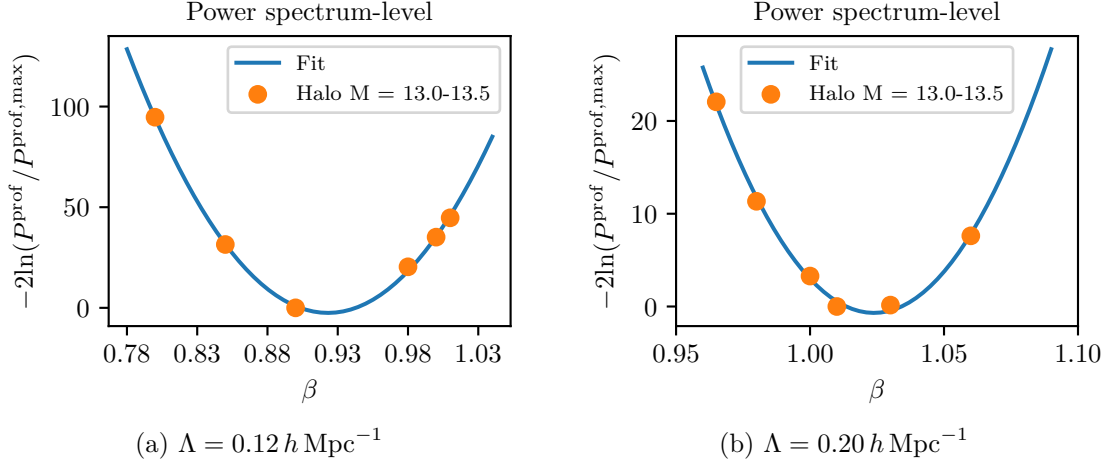 Power spectrum-level
−2ln(P^prof/P^prof,max)
100
50
0
Fit
Halo M = 13.0-13.5
0.78 0.83 0.88 0.93 0.98 1.03
β
(a) Λ = 0.12 h Mpc⁻¹
Power spectrum-level
−2ln(P^prof/P^prof,max)
20
10
0
Fit
Halo M = 13.0-13.5
0.95 1.00 1.05 1.10
β
(b) Λ = 0.20 h Mpc⁻¹